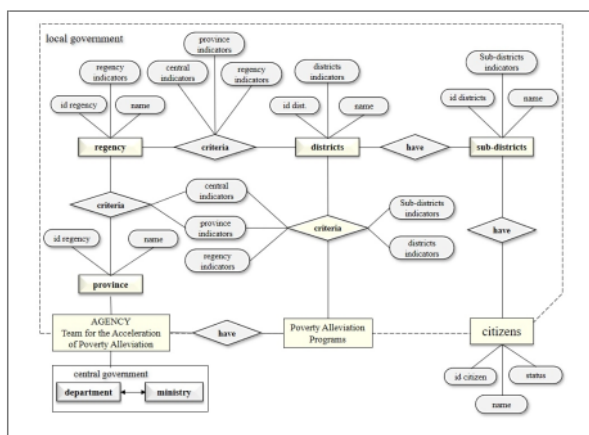 local government
province
indicators
regency
indicators
central
indicators
regency
indicators
districts
indicators
Sub-districts
indicators
id regency
name
id dist.
name
id districts
name
regency
criteria
districts
have
sub-districts
criteria
central
indicators
province
indicators
regency
indicators
criteria
Sub-districts
indicators
districts
indicators
have
id regency
name
province
AGENCY
Team for the Acceleration
of Poverty Alleviation
have
Poverty Alleviation
Programs
citizens
central government
department
ministry
id citizen
status
name